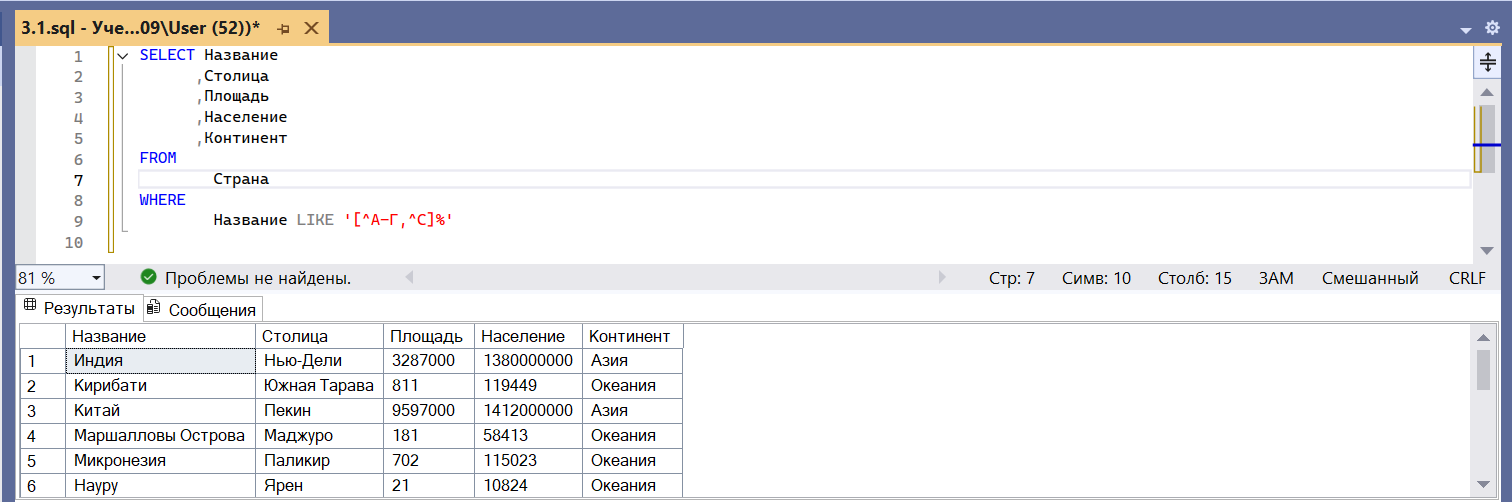 3.1.sql - Уче...09\User (52))*
1 SELECT Название
2 ,Столица
3 ,Площадь
4 ,Население
5 ,Континент
6 FROM
7 Страна
8 WHERE
9 Название LIKE '[^А-Г,^С]%'
10
81 % Проблемы не найдены. Стр: 7 Симв: 10 Столб: 15 ЗАМ Смешанный CRLF
Результаты Сообщения
Название Столица Площадь Население Континент
1 Индия Нью-Дели 3287000 1380000000 Азия
2 Кирибати Южная Тарава 811 119449 Океания
3 Китай Пекин 9597000 1412000000 Азия
4 Маршалловы Острова Маджуро 181 58413 Океания
5 Микронезия Паликир 702 115023 Океания
6 Науру Ярен 21 10824 Океания